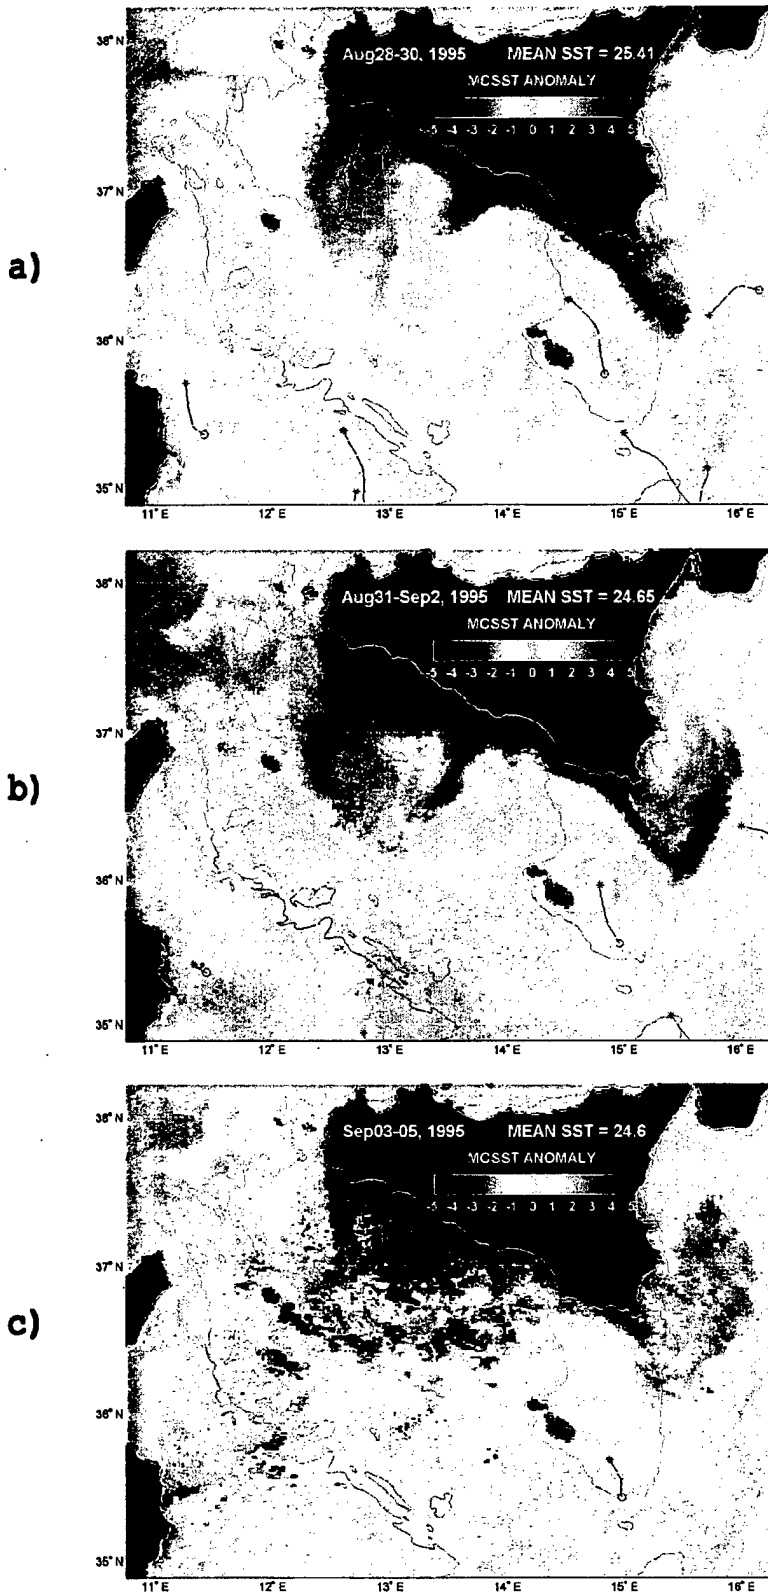 a)
38° N
Aug28-30, 1995 MEAN SST = 25.41
MCSST ANOMALY
-5 -4 -3 -2 -1 0 1 2 3 4 5
37° N
36° N
35° N
11° E 12° E 13° E 14° E 15° E 16° E
b)
38° N
Aug31-Sep2, 1995 MEAN SST = 24.65
MCSST ANOMALY
-5 -4 -3 -2 -1 0 1 2 3 4 5
37° N
36° N
35° N
11° E 12° E 13° E 14° E 15° E 16° E
c)
38° N
Sep03-05, 1995 MEAN SST = 24.6
MCSST ANOMALY
-5 -4 -3 -2 -1 0 1 2 3 4 5
37° N
36° N
35° N
11° E 12° E 13° E 14° E 15° E 16° E